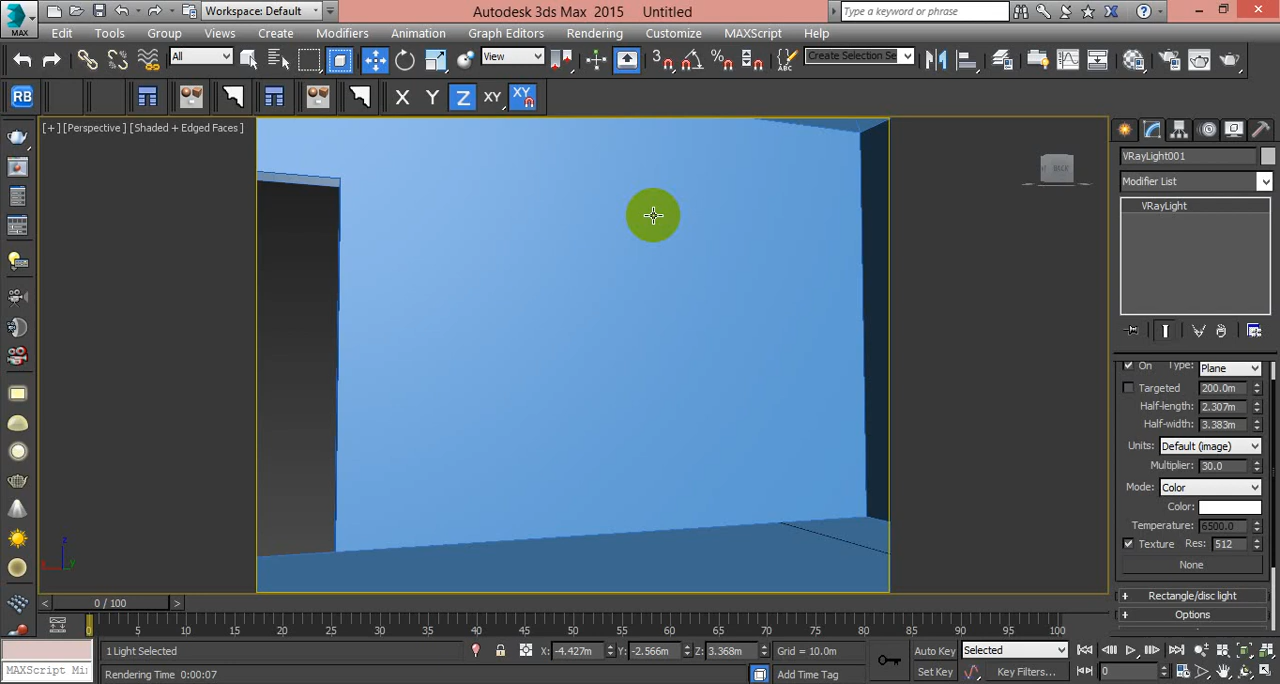 MAX
Workspace: Default
Autodesk 3ds Max 2015
Untitled
Type a keyword or phrase
Edit
Tools
Group
Views
Create
Modifiers
Animation
Graph Editors
Rendering
Customize
MAXScript
Help
All
View
Create Selection Se
RB
X
Y
Z
XY
XY
[+] [Perspective] [Shaded + Edged Faces]
BACK
VRayLight001
Modifier List
VRayLight
On
Type:
Plane
Targeted
200.0m
Half-length:
2.307m
Half-width:
3.383m
Units:
Default (image)
Multiplier:
30.0
Mode:
Color
Color:
Temperature:
6500.0
Texture
Res:
512
None
+ Rectangle/disc light
+ Options
z
x
y
<
0 / 100
>
0 5 10 15 20 25 30 35 40 45 50 55 60 65 70 75 80 85 90 95 100
1 Light Selected
X: -4.427m
Y: -2.566m
Z: 3.368m
Grid = 10.0m
Auto Key
Selected
MAXScript Mi
Rendering Time 0:00:07
Add Time Tag
Set Key
Key Filters...
0